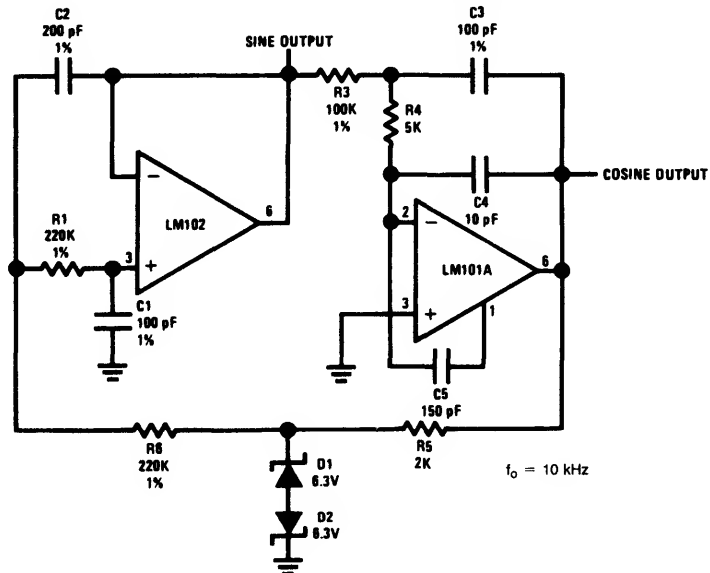 C2
200 pF
1%
SINE OUTPUT
C3
100 pF
1%
R3
100K
1%
R4
5K
−
LM102
6
3
+
R1
220K
1%
C1
100 pF
1%
COSINE OUTPUT
C4
10 pF
2
−
LM101A
6
3
+
1
C5
150 pF
R6
220K
1%
R5
2K
D1
6.3V
D2
6.3V
fo = 10 kHz